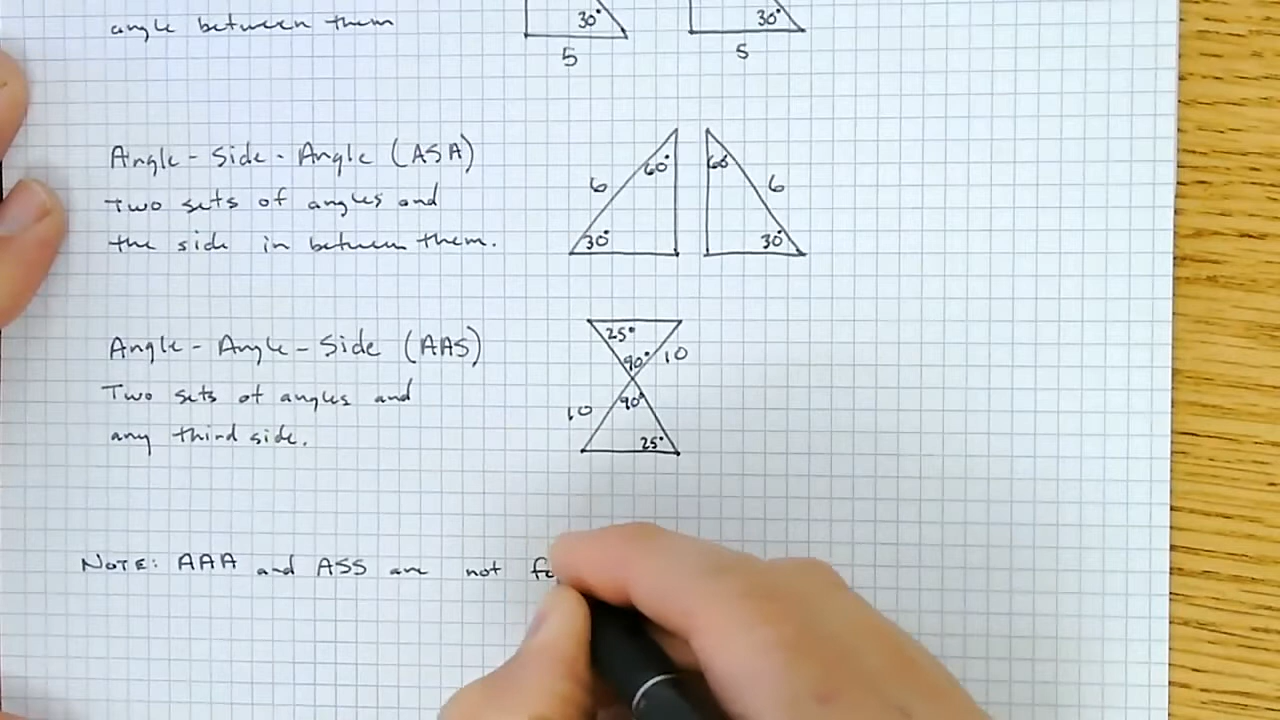 angle between them
30° 30°
5 5
Angle - Side - Angle (ASA)
Two sets of angles and
the side in between them.
60° 60°
6 6
30° 30°
Angle - Angle - Side (AAS)
Two sets of angles and
any third side.
25°
90° 10
10 90°
25°
NOTE: AAA and ASS are not